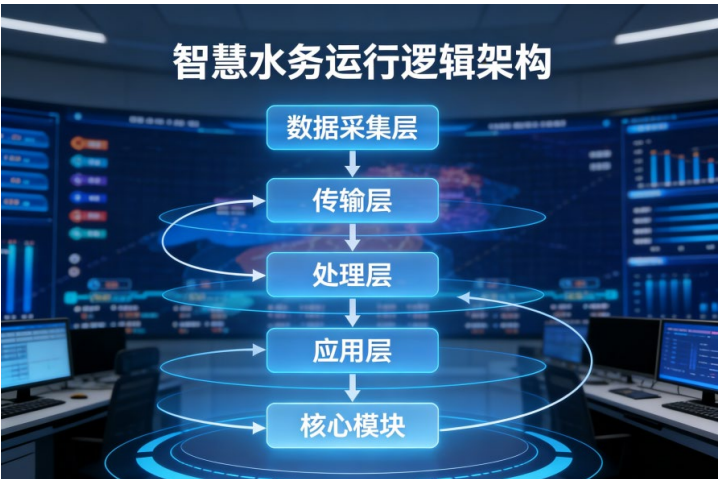 智慧水务运行逻辑架构
数据采集层
传输层
处理层
应用层
核心模块